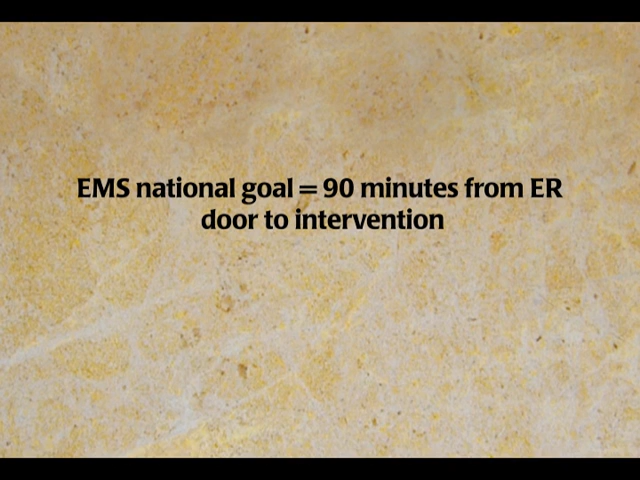 EMS national goal = 90 minutes from ER
door to intervention